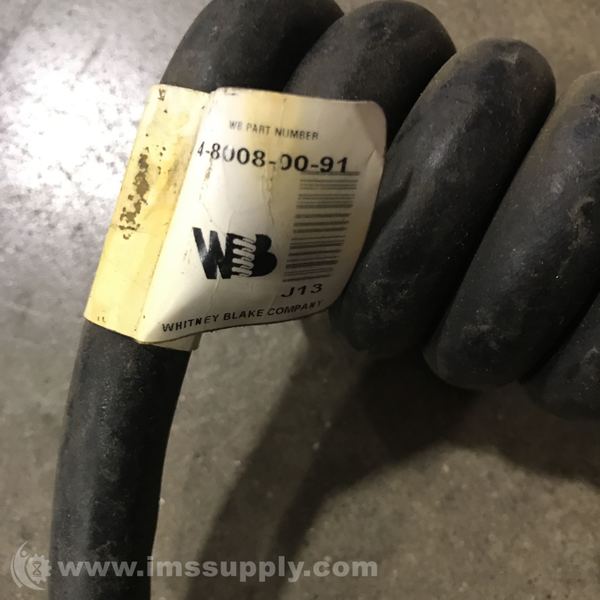 WB PART NUMBER
4-8008-00-91
WB
J13
WHITNEY BLAKE COMPANY
www.imssupply.com